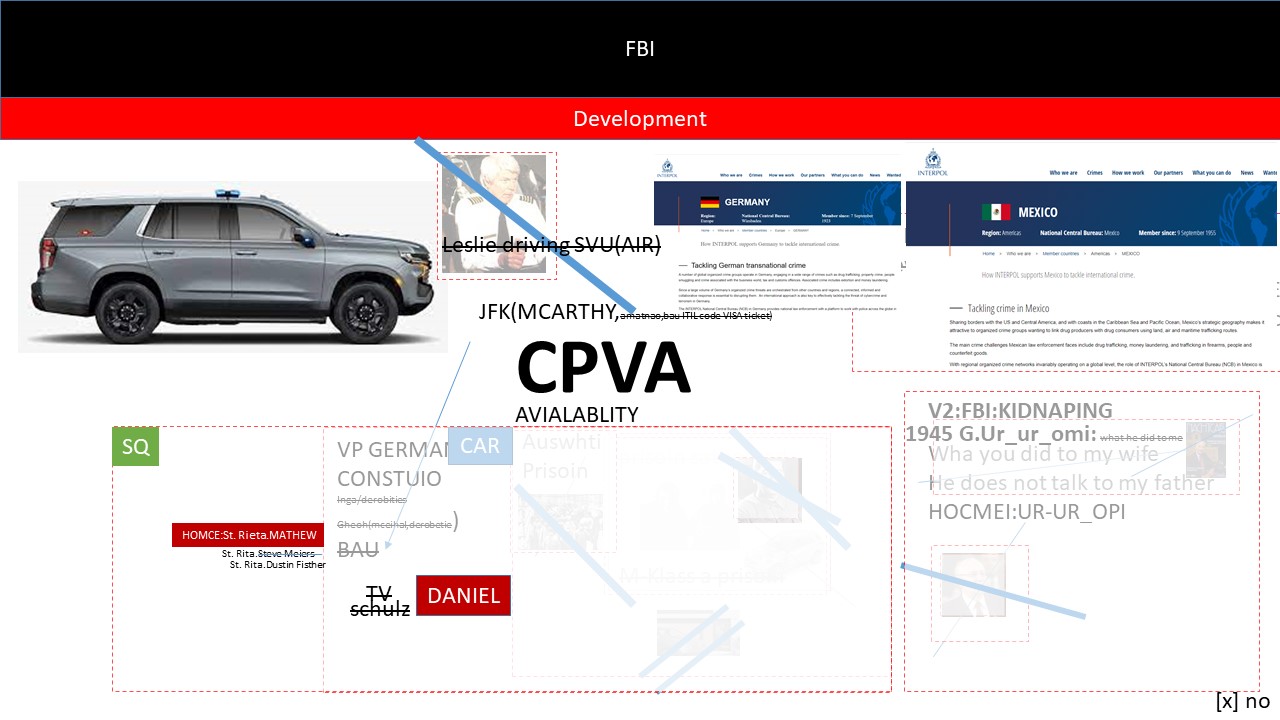 FBI
Development
Leslie driving SVU(AIR)
INTERPOL
Who we are Crimes How we work Our partners What you can do News Wanted
GERMANY
Region: Europe
National Central Bureau: Wiesbaden
Member since: 7 September 1923
Home > Who we are > Member countries > Europe > GERMANY
How INTERPOL supports Germany to tackle international crime.
Tackling German transnational crime
INTERPOL
Who we are Crimes How we work Our partners What you can do News
MEXICO
Region: Americas National Central Bureau: Mexico Member since: 9 September 1955
Home > Who we are > Member countries > Americas > MEXICO
How INTERPOL supports Mexico to tackle international crime.
Tackling crime in Mexico
Sharing borders with the US and Central America, and with coasts in the Caribbean Sea and Pacific Ocean, Mexico's strategic geography makes it
attractive to organized crime groups wanting to link drug producers with drug consumers using land, air and maritime trafficking routes.
The main crime challenges Mexican law enforcement faces include drug trafficking, money laundering, and trafficking in firearms, people and
counterfeit goods.
With regional organized crime networks invariably operating on a global level, the role of INTERPOL's National Central Bureau (NCB) in Mexico is
JFK(MCARTHY,amatnao,bau ITIL code VISA ticket)
CPVA
AVIALABLITY
SQ
VP GERMAN
CONSTUIO
CAR
Inga/derobities
)
BAU
HOMCE:St. Rieta.MATHEW
St. Rita.Steve Meiers
St. Rita.Dustin Fisther
TV
schulz
DANIEL
Auswhti
Prisoin
M Klass a
V2:FBI:KIDNAPING
1945 G.Ur_ur_omi: what he did to me
Wha you did to my wife
He does not talk to my father
HOCMEI:UR-UR_OPI
[x] no